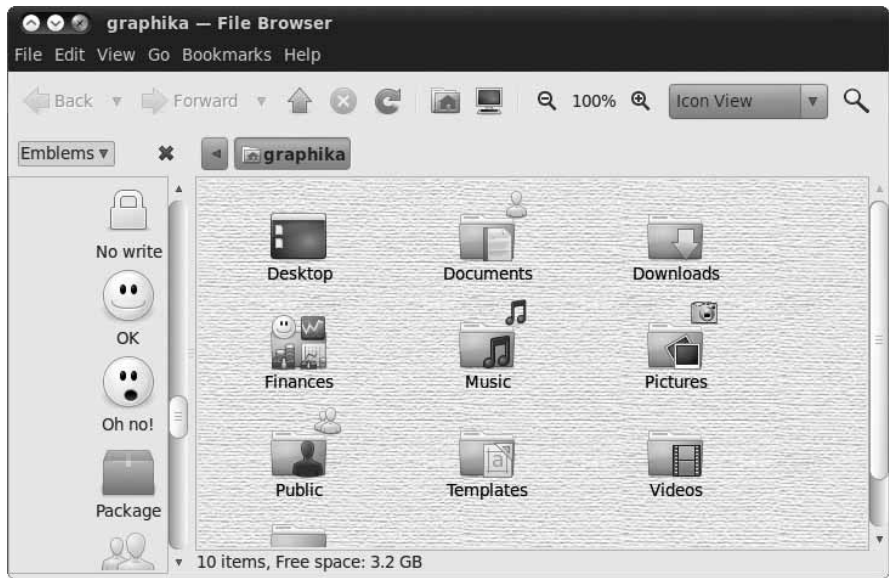 graphika — File Browser
File Edit View Go Bookmarks Help
Back Forward 100% Icon View
Emblems graphika
No write
OK
Oh no!
Package
Desktop Documents Downloads
Finances Music Pictures
Public Templates Videos
a
10 items, Free space: 3.2 GB